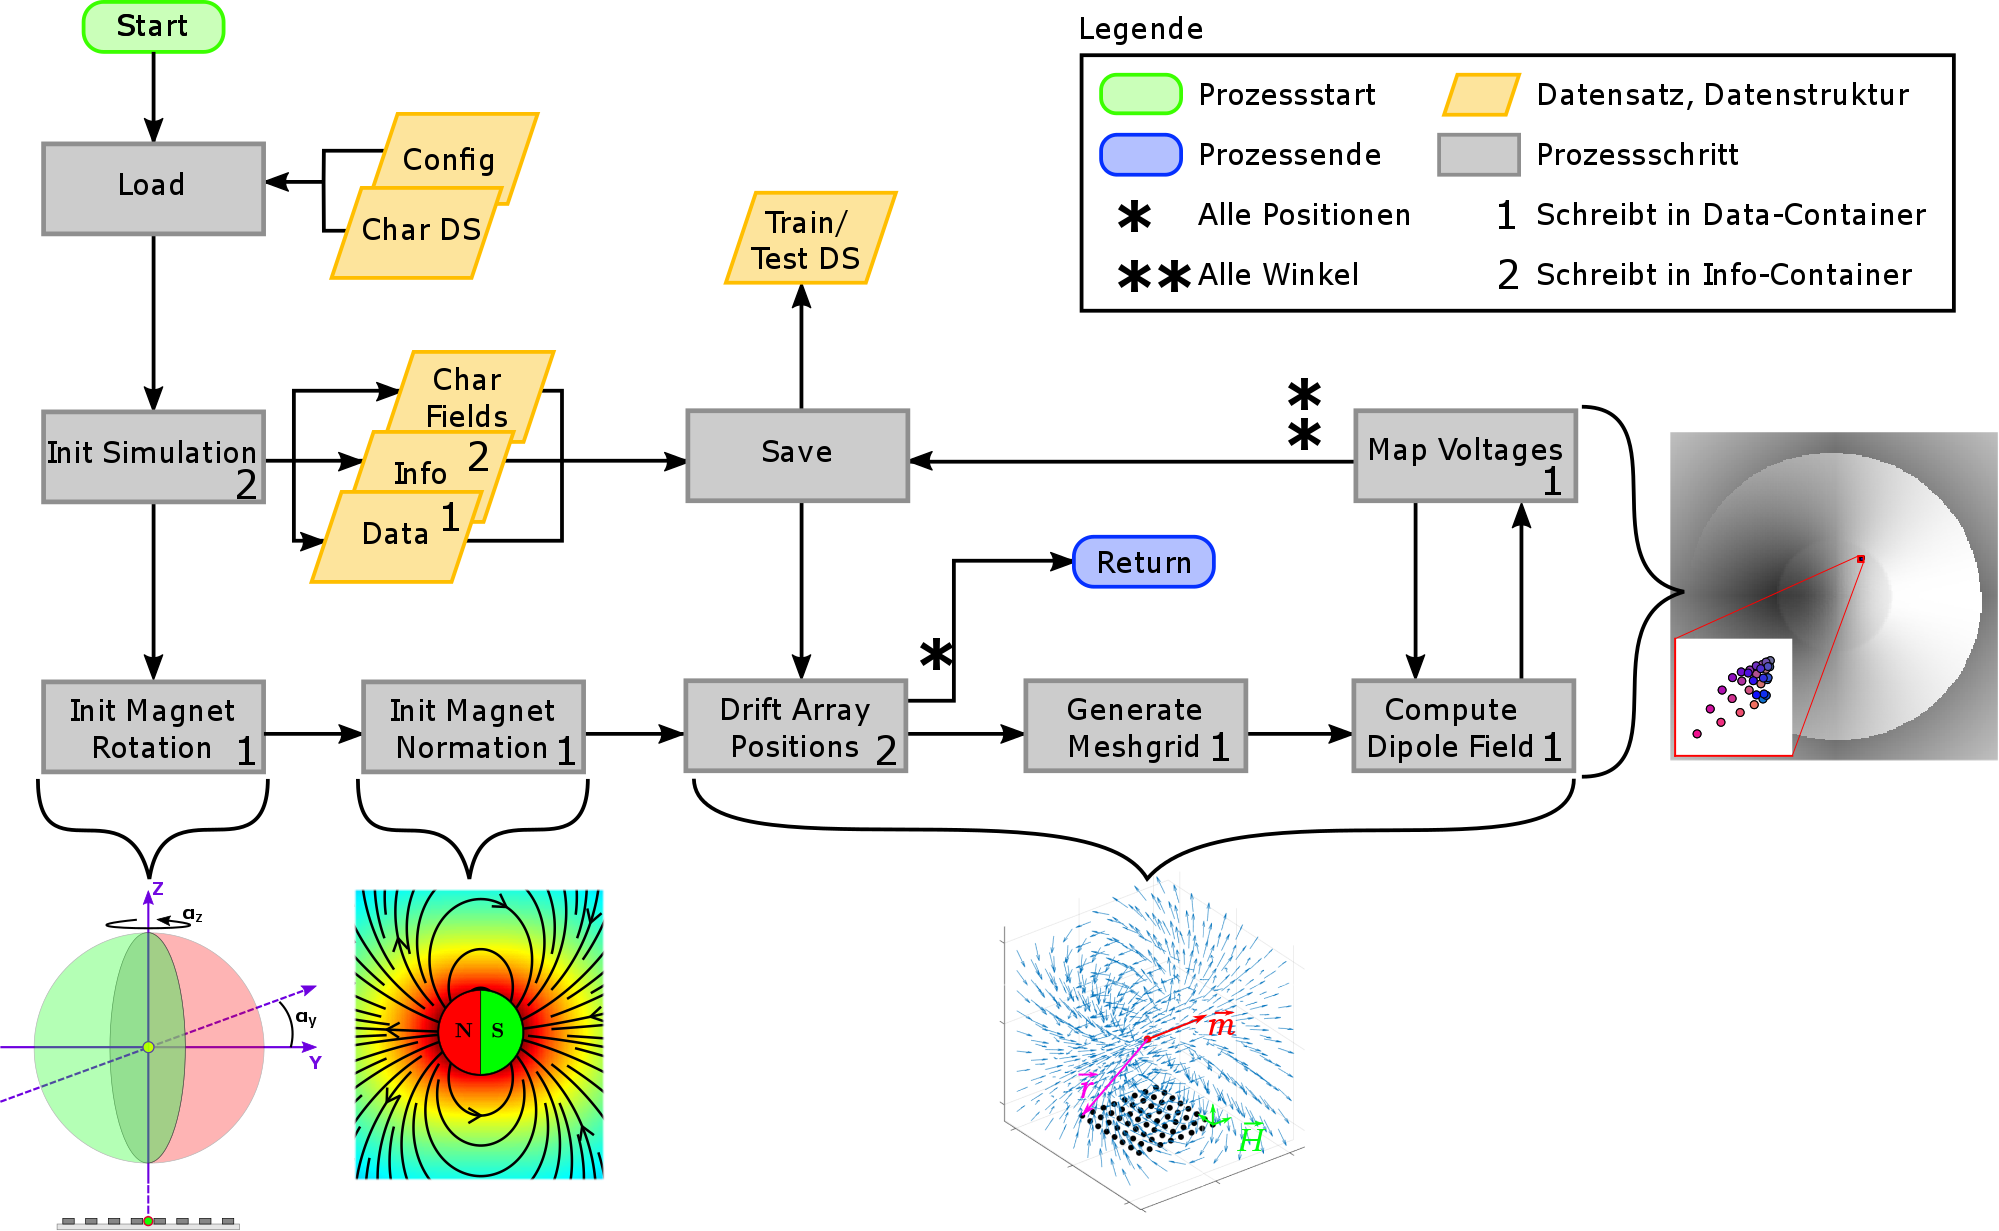 Start
Legende
Prozessstart
Datensatz, Datenstruktur
Prozessende
Prozessschritt
* Alle Positionen
1 Schreibt in Data-Container
** Alle Winkel
2 Schreibt in Info-Container
Load
Config
Char DS
Train/
Test DS
Init Simulation
2
Char
Fields
Info 2
Data 1
Save
*
*
Map Voltages
1
Return
*
Init Magnet
Rotation 1
Init Magnet
Normation 1
Drift Array
Positions 2
Generate
Meshgrid 1
Compute
Dipole Field 1
Z
αz
αy
Y
N S
m
r
H